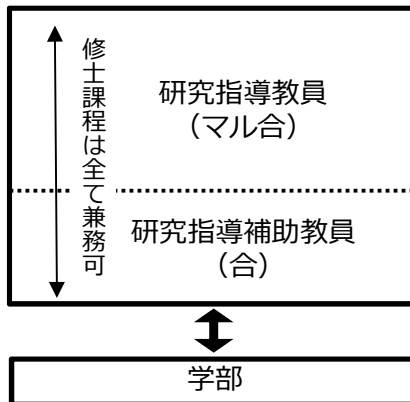 修士課程は全て兼務可
研究指導教員
（マル合）
研究指導補助教員
（合）
学部